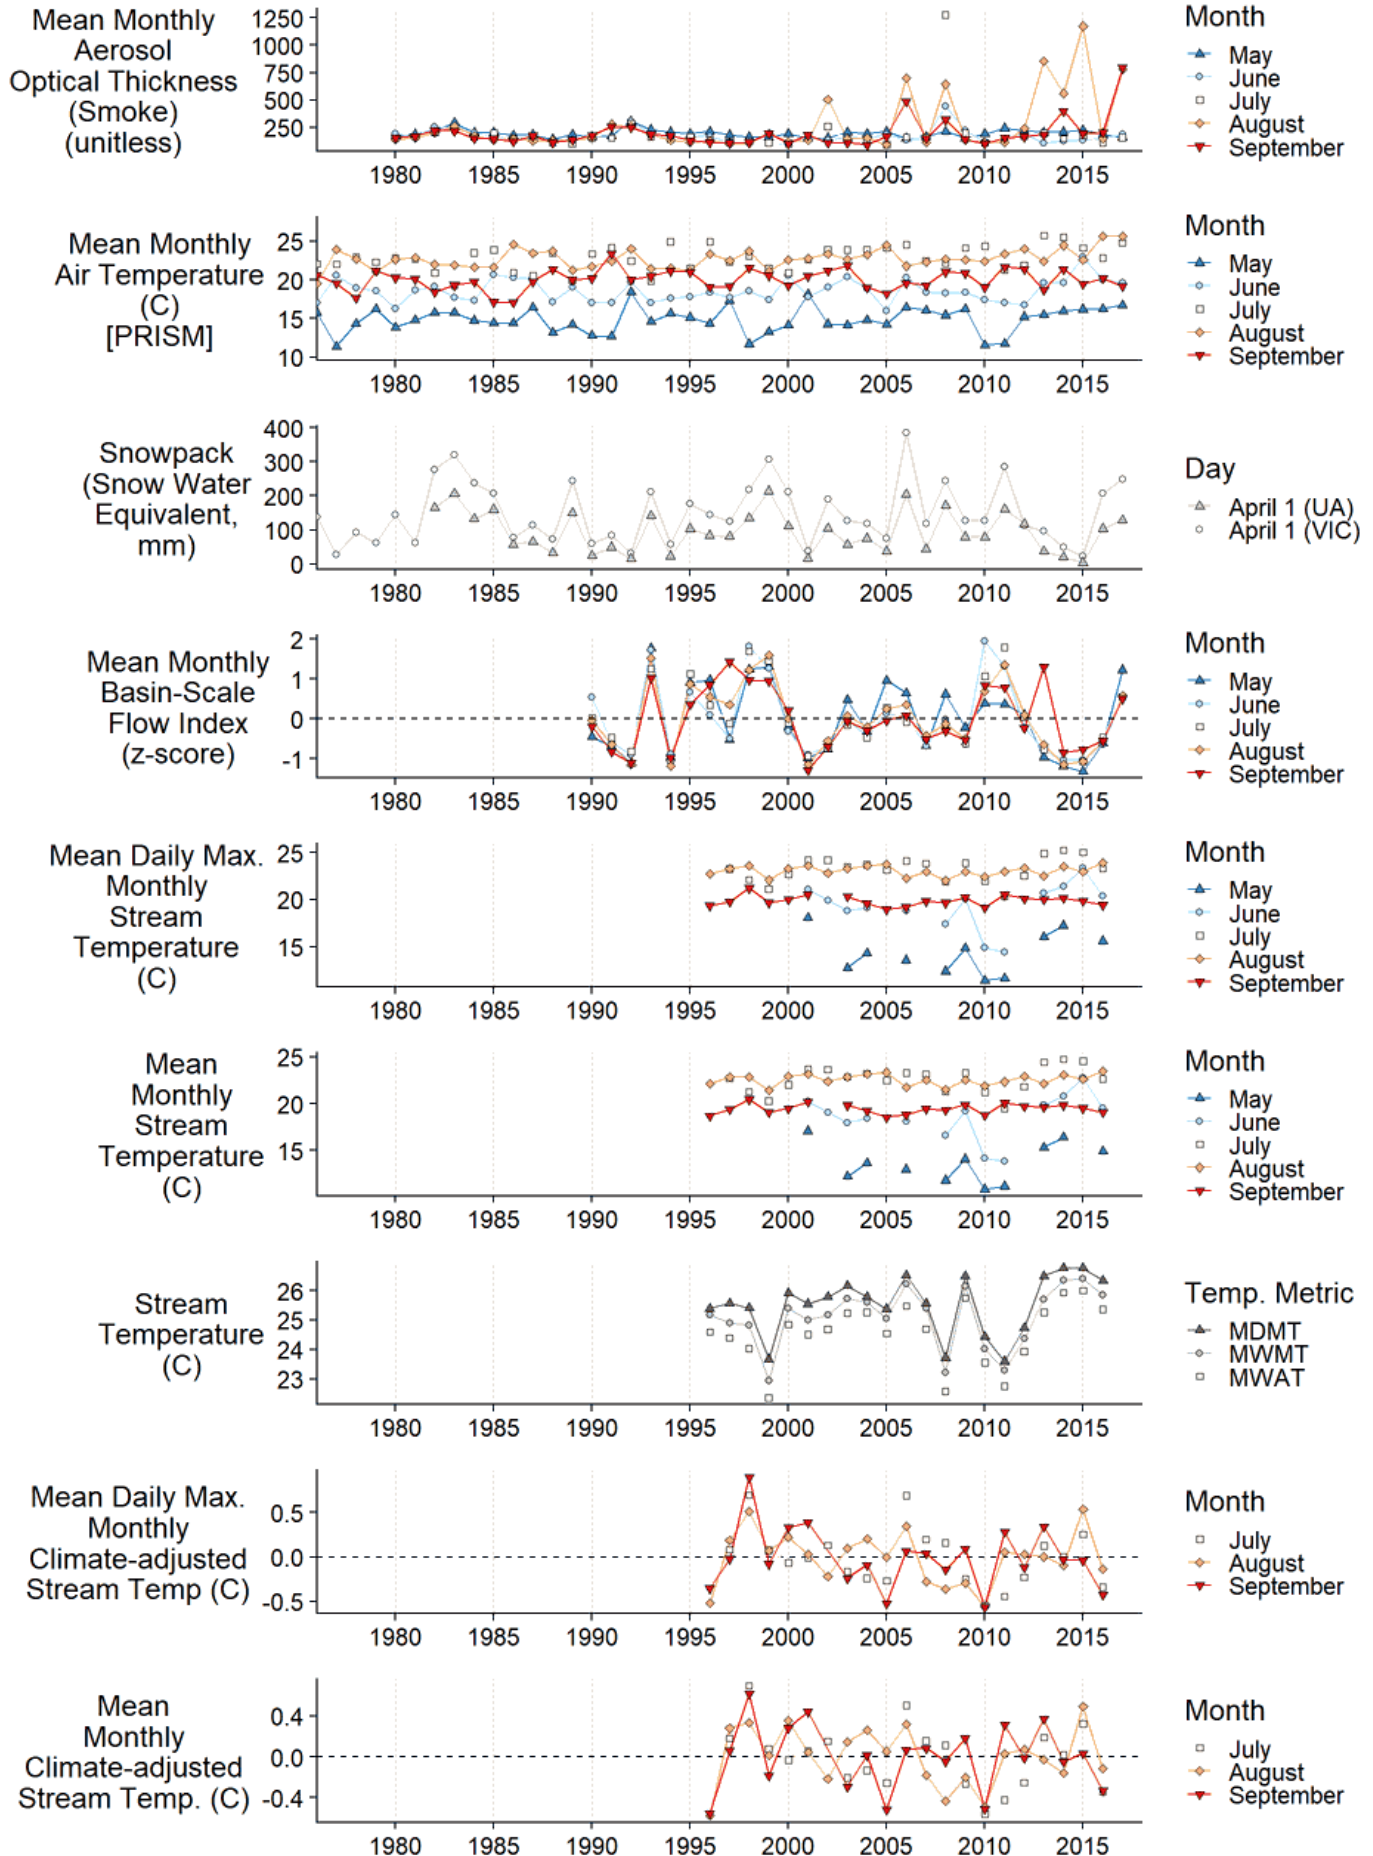 Mean Monthly
Aerosol
Optical Thickness
(Smoke)
(unitless)
1250
1000
750
500
250
1980 1985 1990 1995 2000 2005 2010 2015
Month
May
June
July
August
September
Mean Monthly
Air Temperature
(C)
[PRISM]
25
20
15
10
1980 1985 1990 1995 2000 2005 2010 2015
Month
May
June
July
August
September
Snowpack
(Snow Water
Equivalent,
mm)
400
300
200
100
0
1980 1985 1990 1995 2000 2005 2010 2015
Day
April 1 (UA)
April 1 (VIC)
Mean Monthly
Basin-Scale
Flow Index
(z-score)
2
1
0
-1
1980 1985 1990 1995 2000 2005 2010 2015
Month
May
June
July
August
September
Mean Daily Max.
Monthly
Stream
Temperature
(C)
25
20
15
1980 1985 1990 1995 2000 2005 2010 2015
Month
May
June
July
August
September
Mean
Monthly
Stream
Temperature
(C)
25
20
15
1980 1985 1990 1995 2000 2005 2010 2015
Month
May
June
July
August
September
Stream
Temperature
(C)
26
25
24
23
1980 1985 1990 1995 2000 2005 2010 2015
Temp. Metric
MDMT
MWMT
MWAT
Mean Daily Max.
Monthly
Climate-adjusted
Stream Temp (C)
0.5
0.0
-0.5
1980 1985 1990 1995 2000 2005 2010 2015
Month
July
August
September
Mean
Monthly
Climate-adjusted
Stream Temp. (C)
0.4
0.0
-0.4
1980 1985 1990 1995 2000 2005 2010 2015
Month
July
August
September